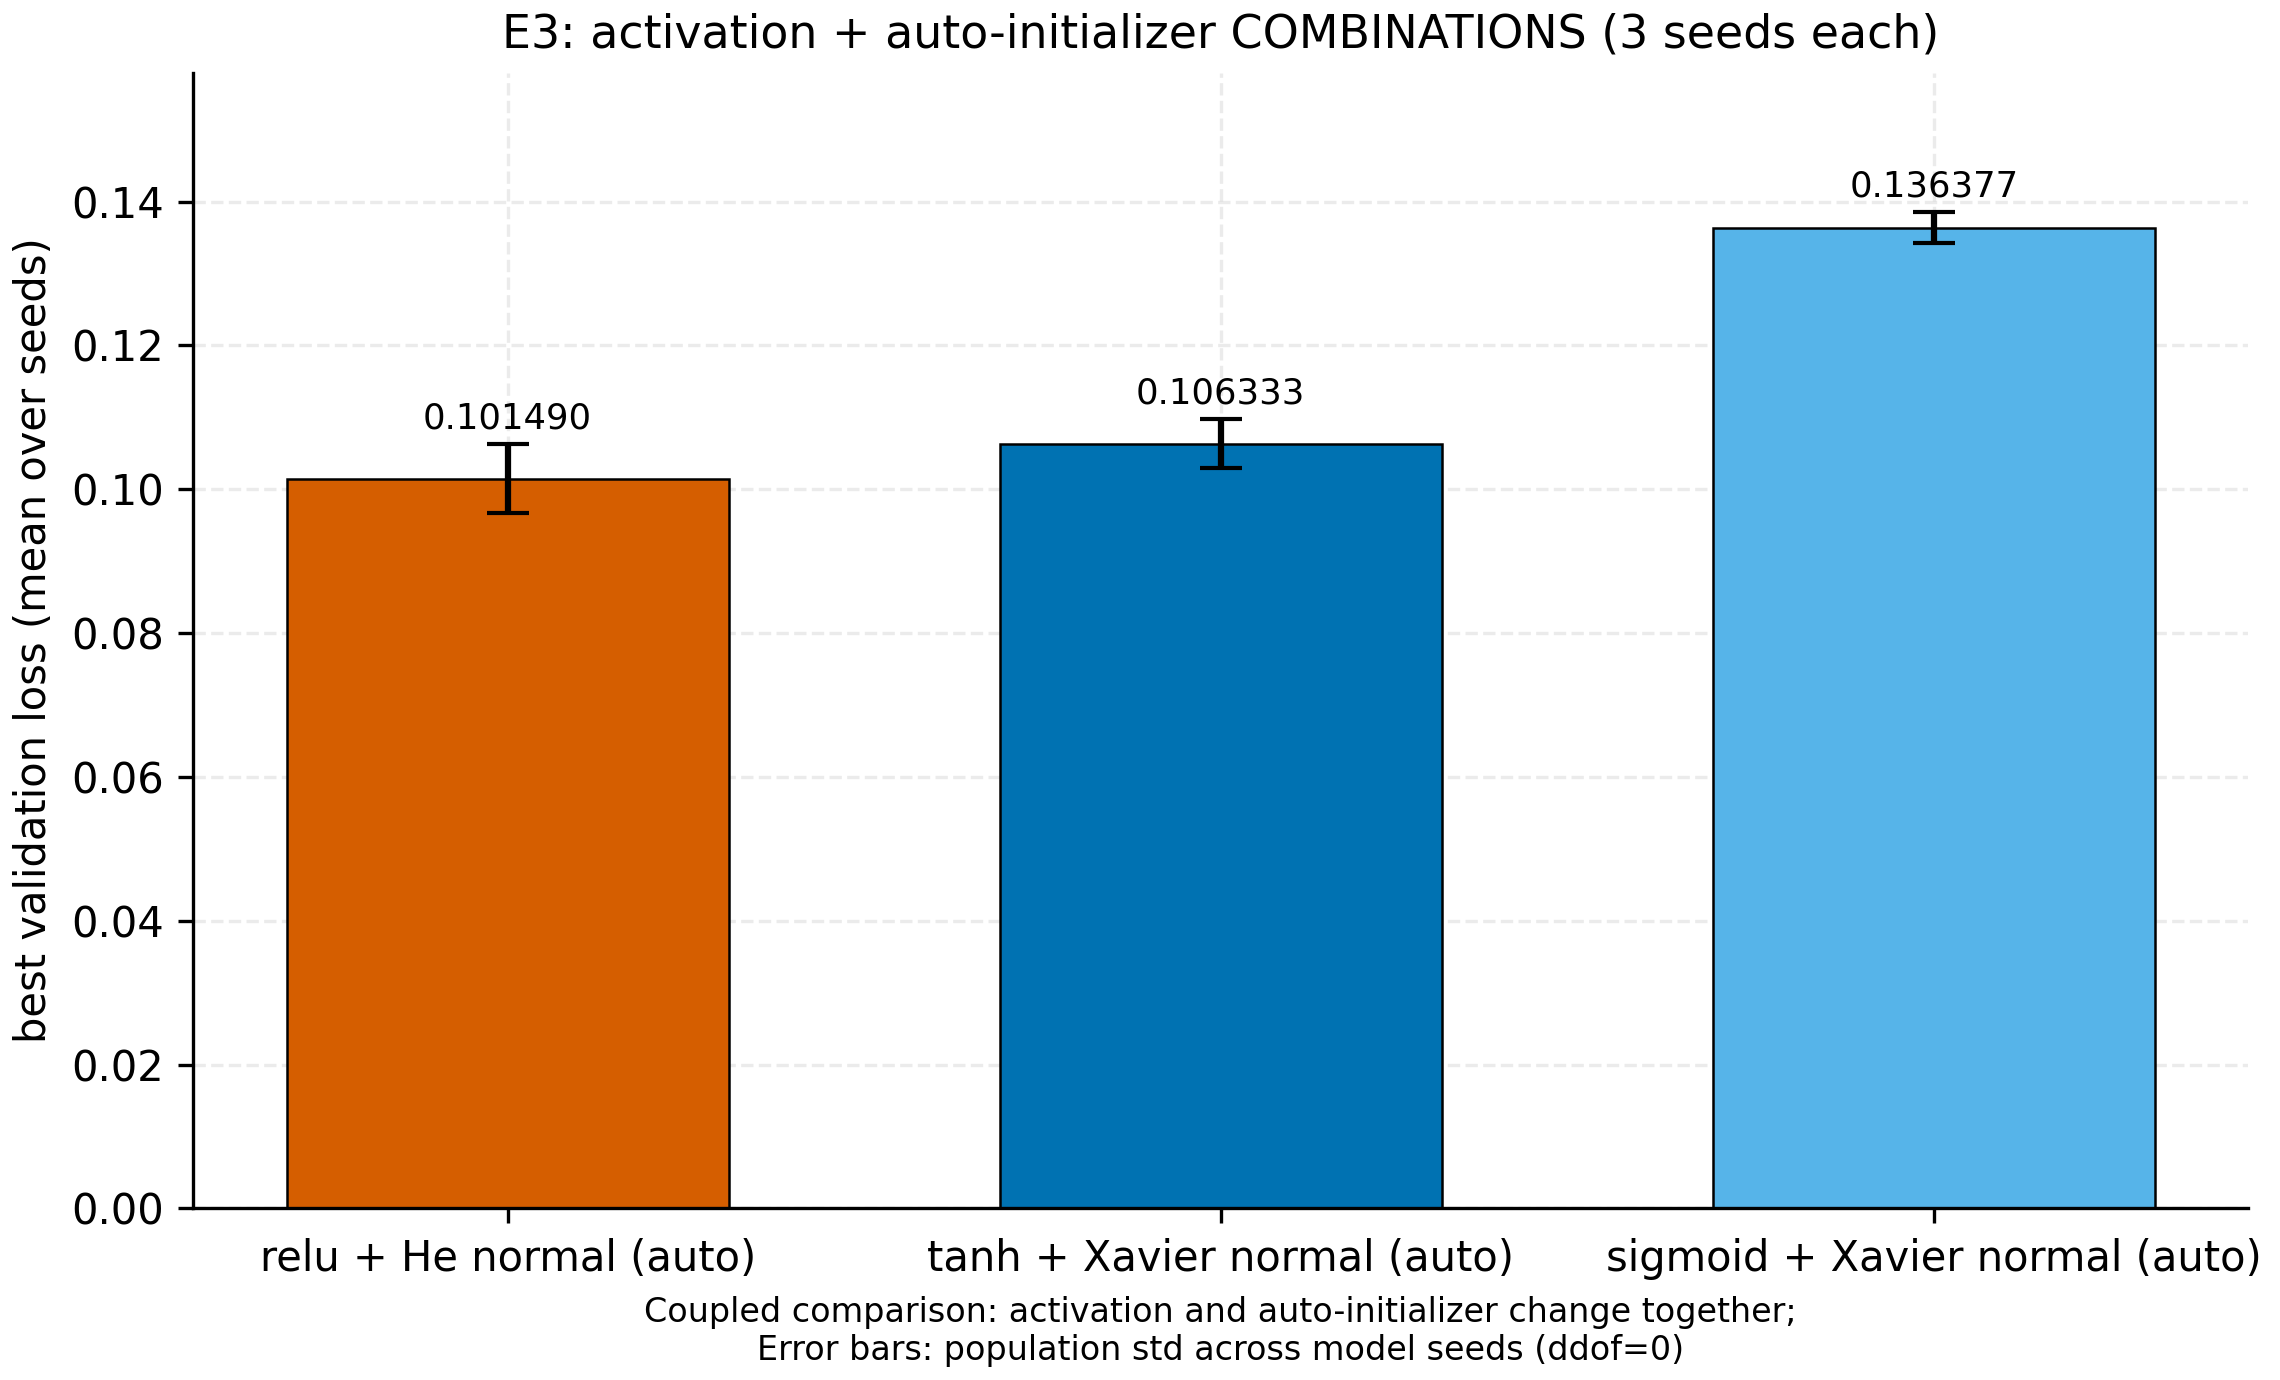 E3: activation + auto-initializer COMBINATIONS (3 seeds each)
best validation loss (mean over seeds)
0.14
0.12
0.10
0.08
0.06
0.04
0.02
0.00
0.101490
0.106333
0.136377
relu + He normal (auto)
tanh + Xavier normal (auto)
sigmoid + Xavier normal (auto)
Coupled comparison: activation and auto-initializer change together;
Error bars: population std across model seeds (ddof=0)